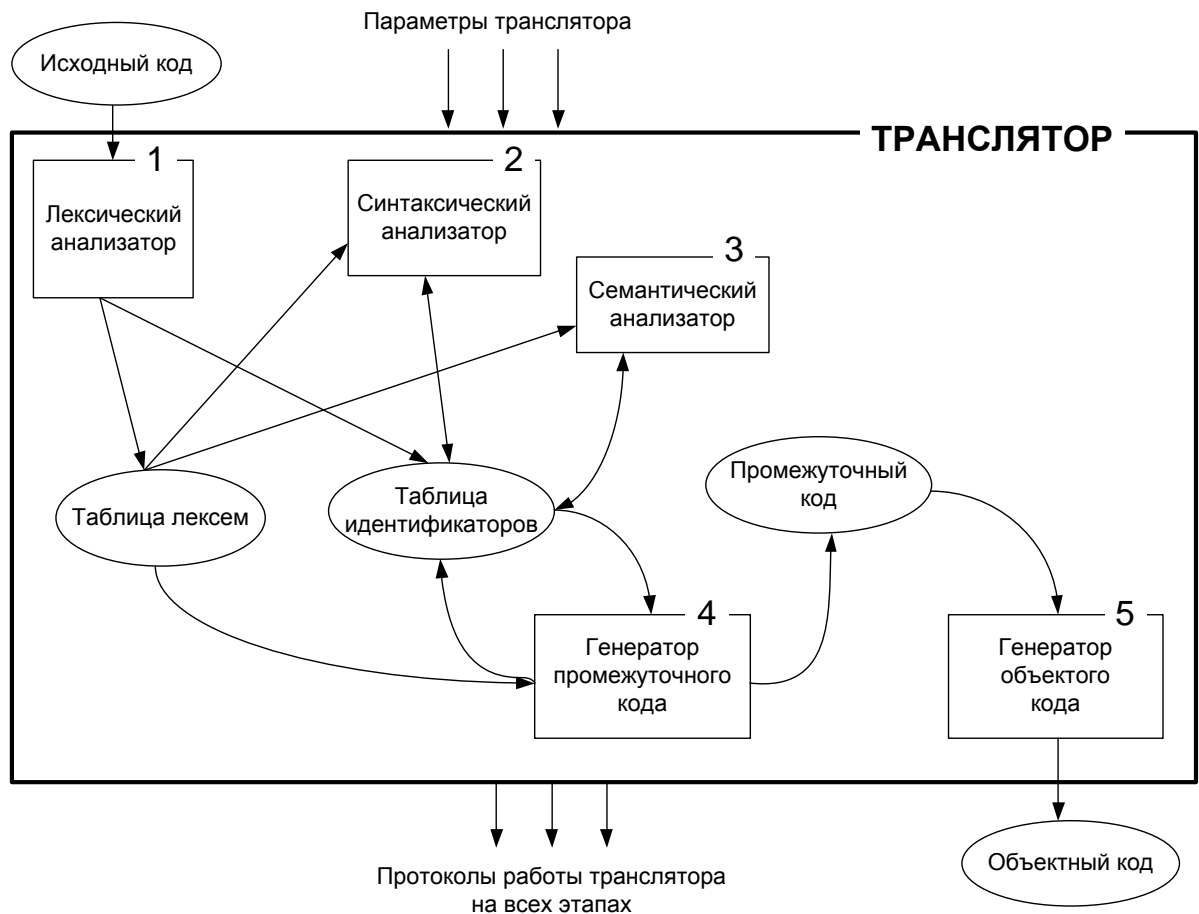 Параметры транслятора
Исходный код
ТРАНСЛЯТОР
1
Лексический
анализатор
2
Синтаксический
анализатор
3
Семантический
анализатор
Таблица лексем
Таблица
идентификаторов
Промежуточный
код
4
Генератор
промежуточного
кода
5
Генератор
объектого
кода
Протоколы работы транслятора
на всех этапах
Объектный код